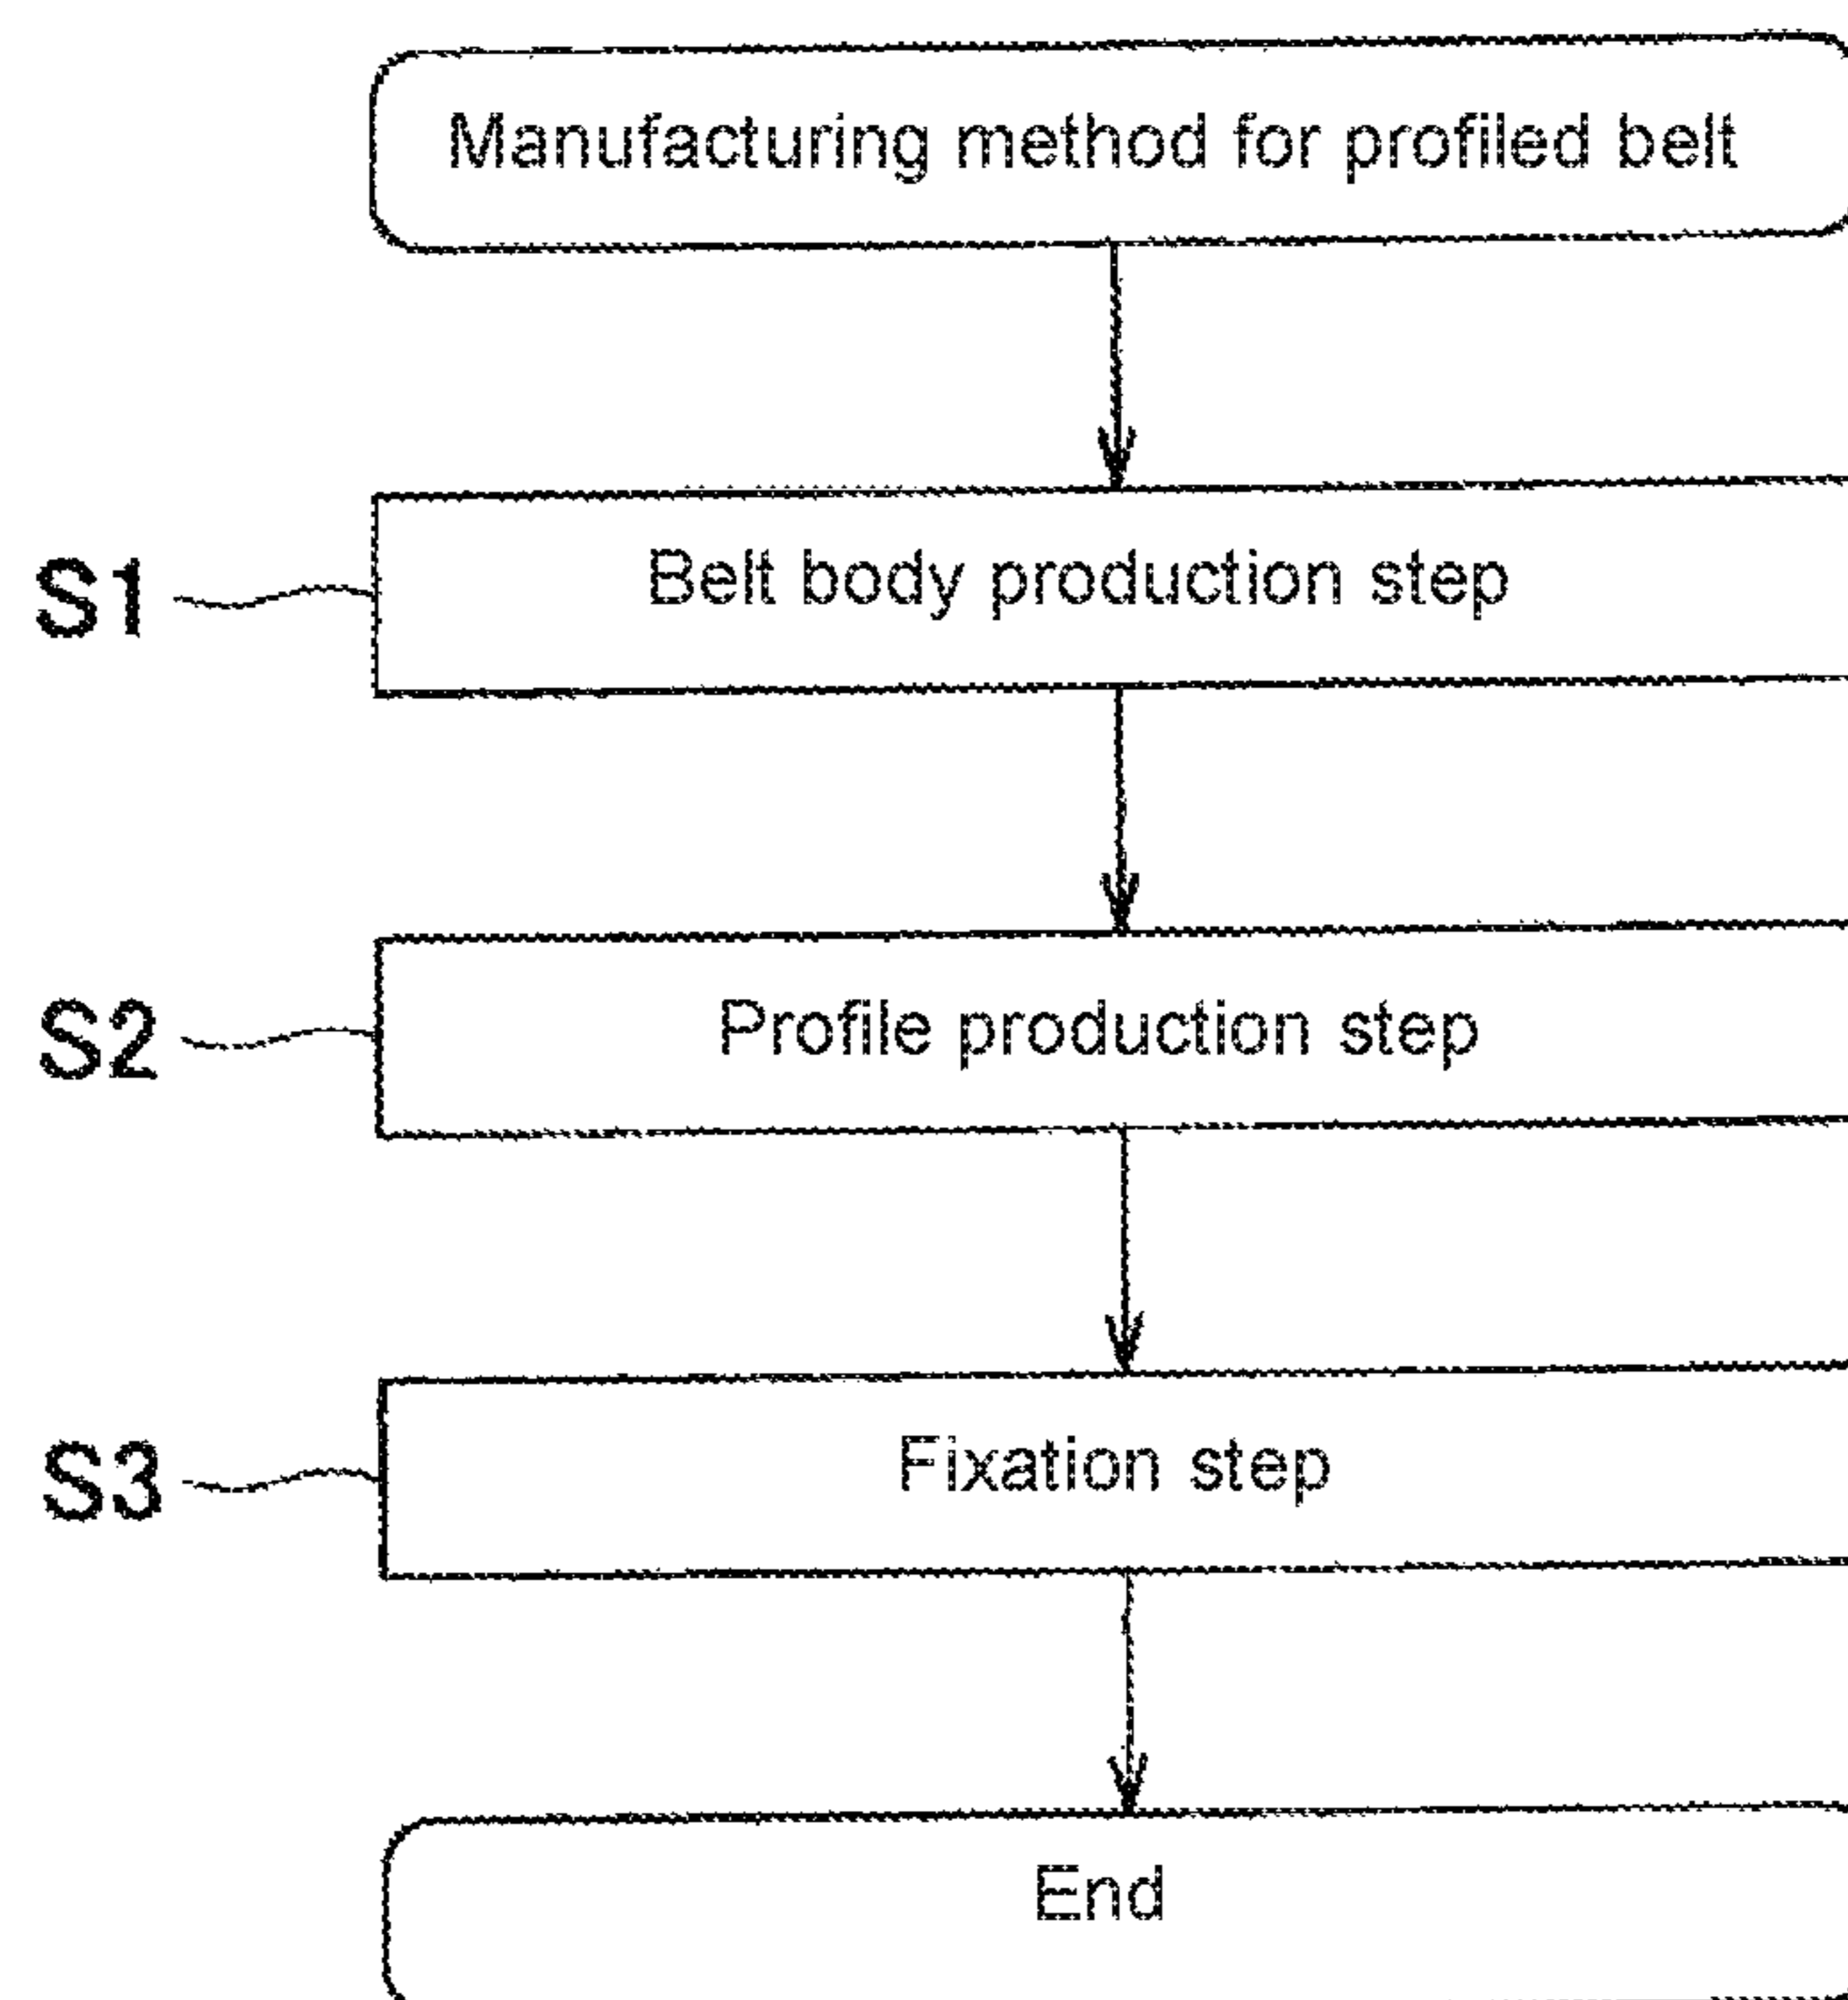 Manufacturing method for profiled belt
S1 Belt body production step
S2 Profile production step
S3 Fixation step
End